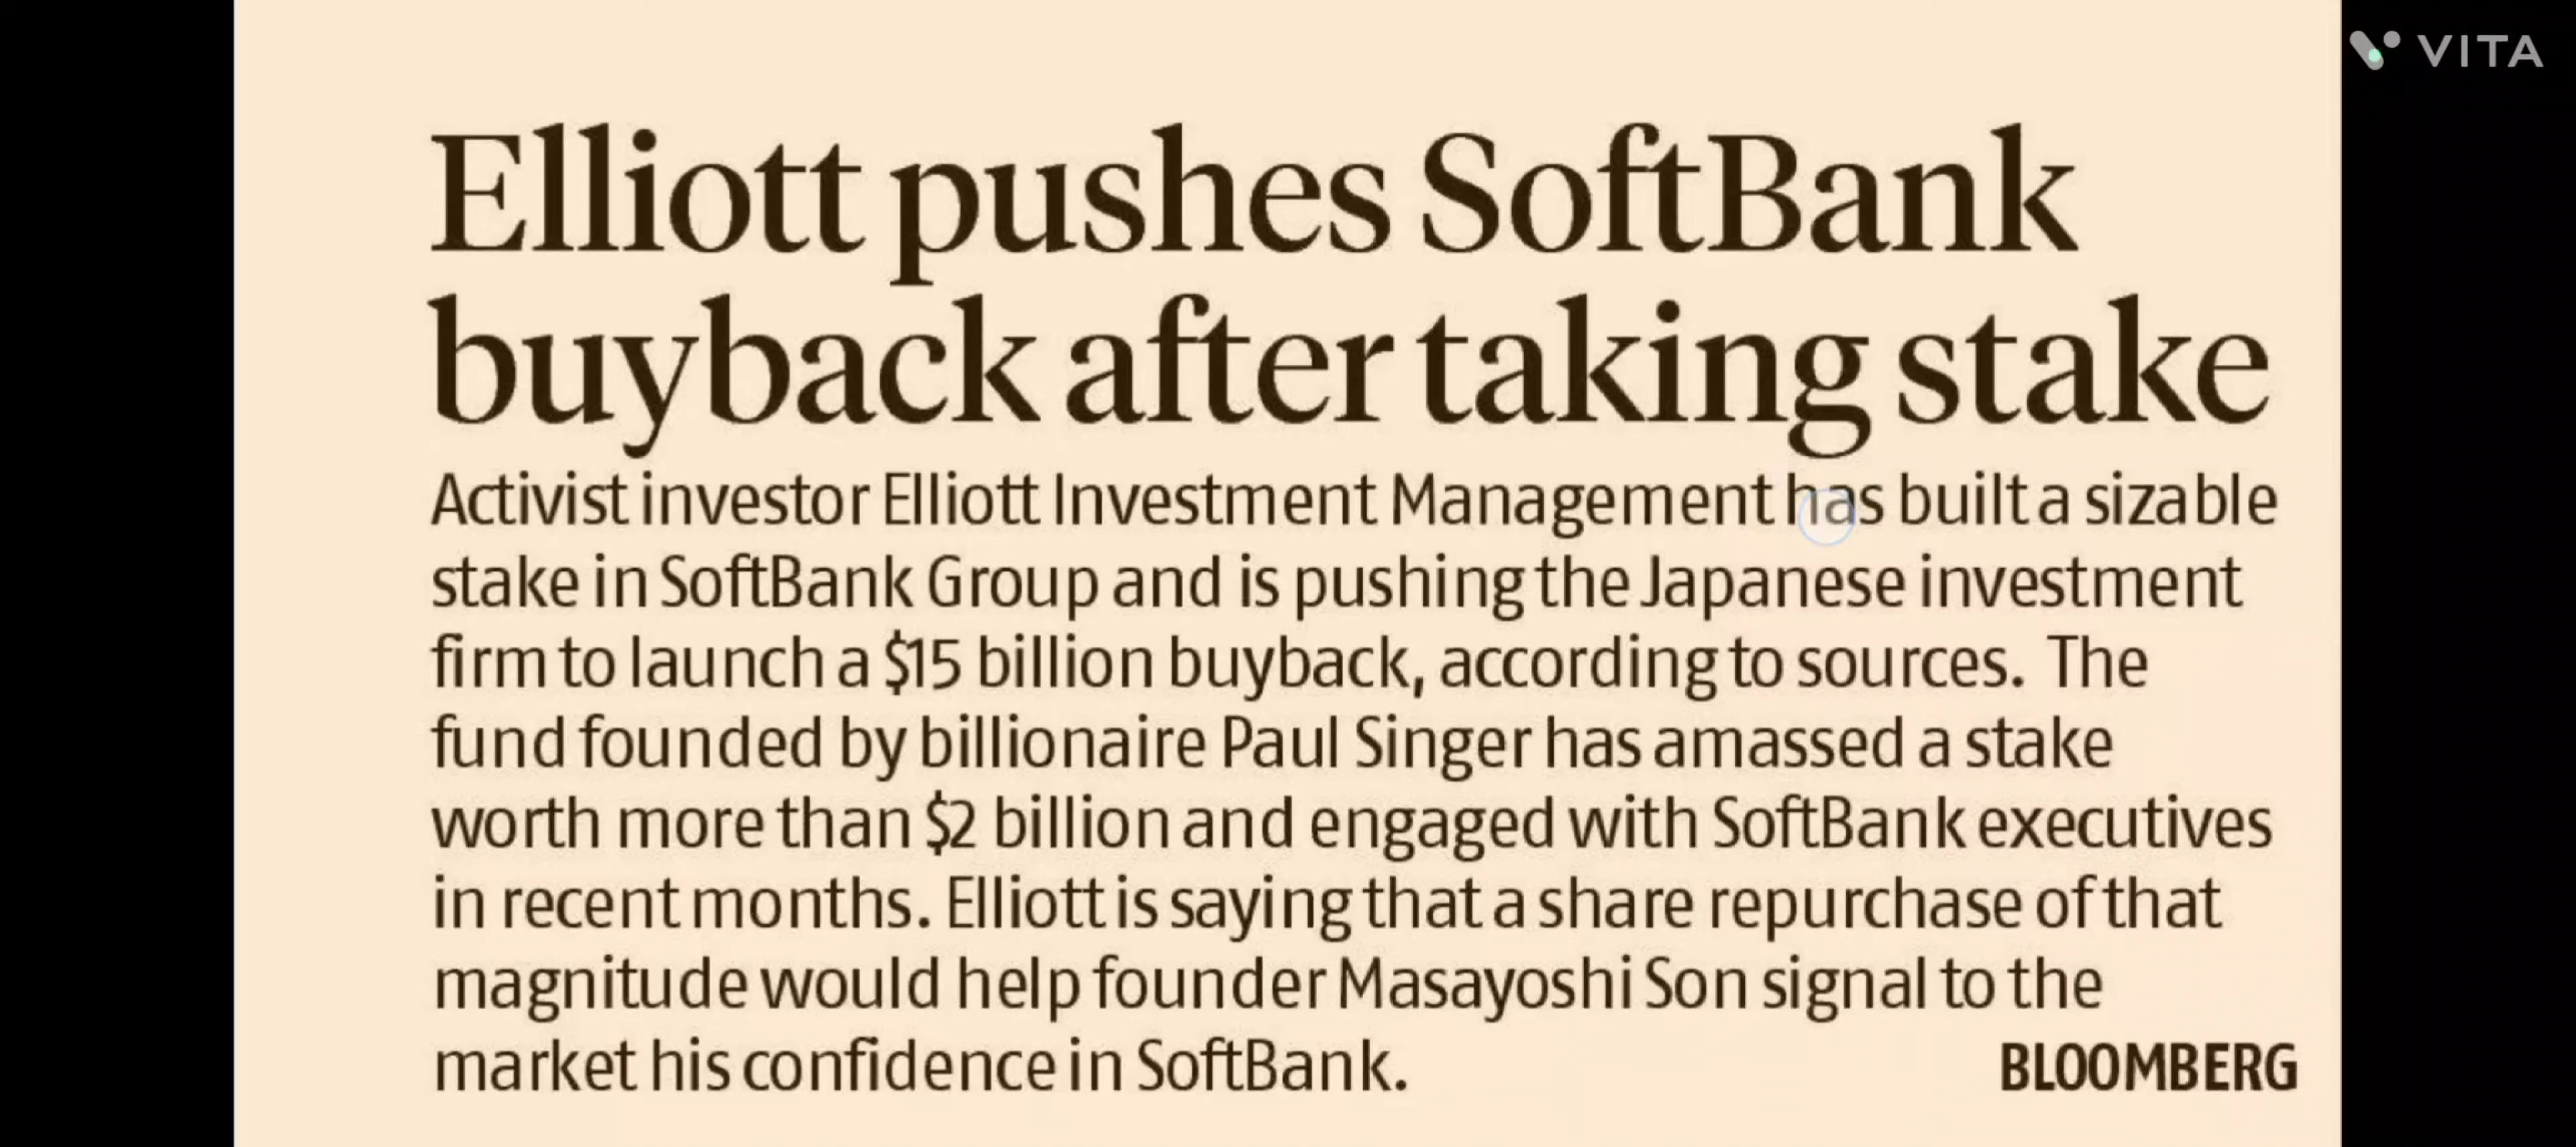 VITA
Elliott pushes SoftBank
buyback after taking stake
Activist investor Elliott Investment Management has built a sizable
stake in SoftBank Group and is pushing the Japanese investment
firm to launch a $15 billion buyback, according to sources. The
fund founded by billionaire Paul Singer has amassed a stake
worth more than $2 billion and engaged with SoftBank executives
in recent months. Elliott is saying that a share repurchase of that
magnitude would help founder Masayoshi Son signal to the
market his confidence in SoftBank.
BLOOMBERG